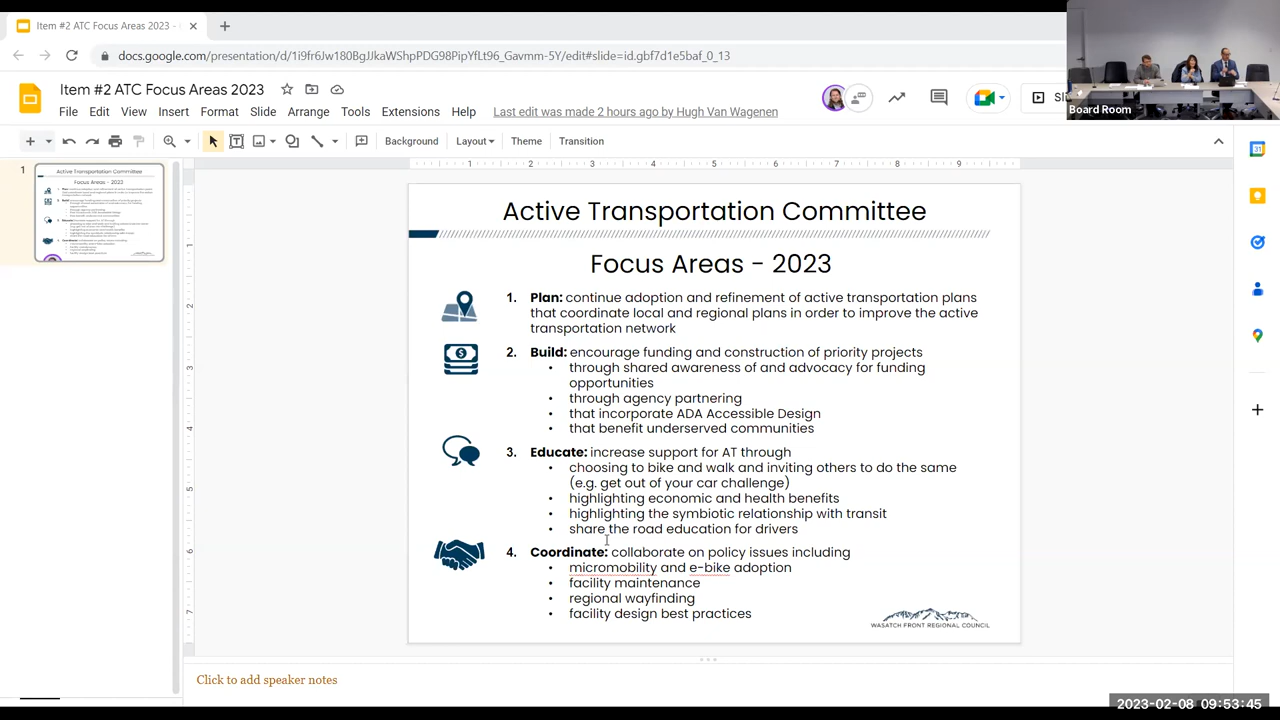 Item #2 ATC Focus Areas 2023 -
docs.google.com/presentation/d/1i9fr6Jw180BgJJkaWShpPDG98PipYfLt96_Gavmm-5Y/edit#slide=id.gbf7d1e5baf_0_13
Board Room
Item #2 ATC Focus Areas 2023
File Edit View Insert Format Slide Arrange Tools Extensions Help Last edit was made 2 hours ago by Hugh Van Wagenen
Background Layout Theme Transition
1
Active Transportation Committee
Focus Areas - 2023
1. Plan: continue adoption and refinement of active transportation plans
that coordinate local and regional plans in order to improve the active
transportation network
2. Build: encourage funding and construction of priority projects
• through shared awareness of and advocacy for funding
opportunities
• through agency partnering
• that incorporate ADA Accessible Design
that benefit underserved communities
3. Educate: increase support for AT through
• choosing to bike and walk and inviting others to do the same
(e.g. get out of your car challenge)
• highlighting economic and health benefits
• highlighting the symbiotic relationship with transit
• share the road education for drivers
4. Coordinate: collaborate on policy issues including
• micromobility and e-bike adoption
• facility maintenance
• regional wayfinding
• facility design best practices
WASATCH FRONT REGIONAL COUNCIL
Click to add speaker notes
2023-02-08 09:53:45